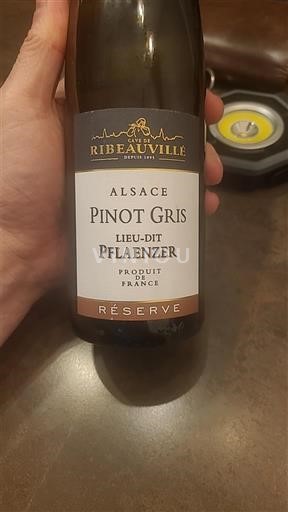 CAVE DE
RIBEAUVILLÉ
DEPUIS 1895
ALSACE
PINOT GRIS
LIEU-DIT
PFLAENZER
PRODUIT
DE
FRANCE
RÉSERVE